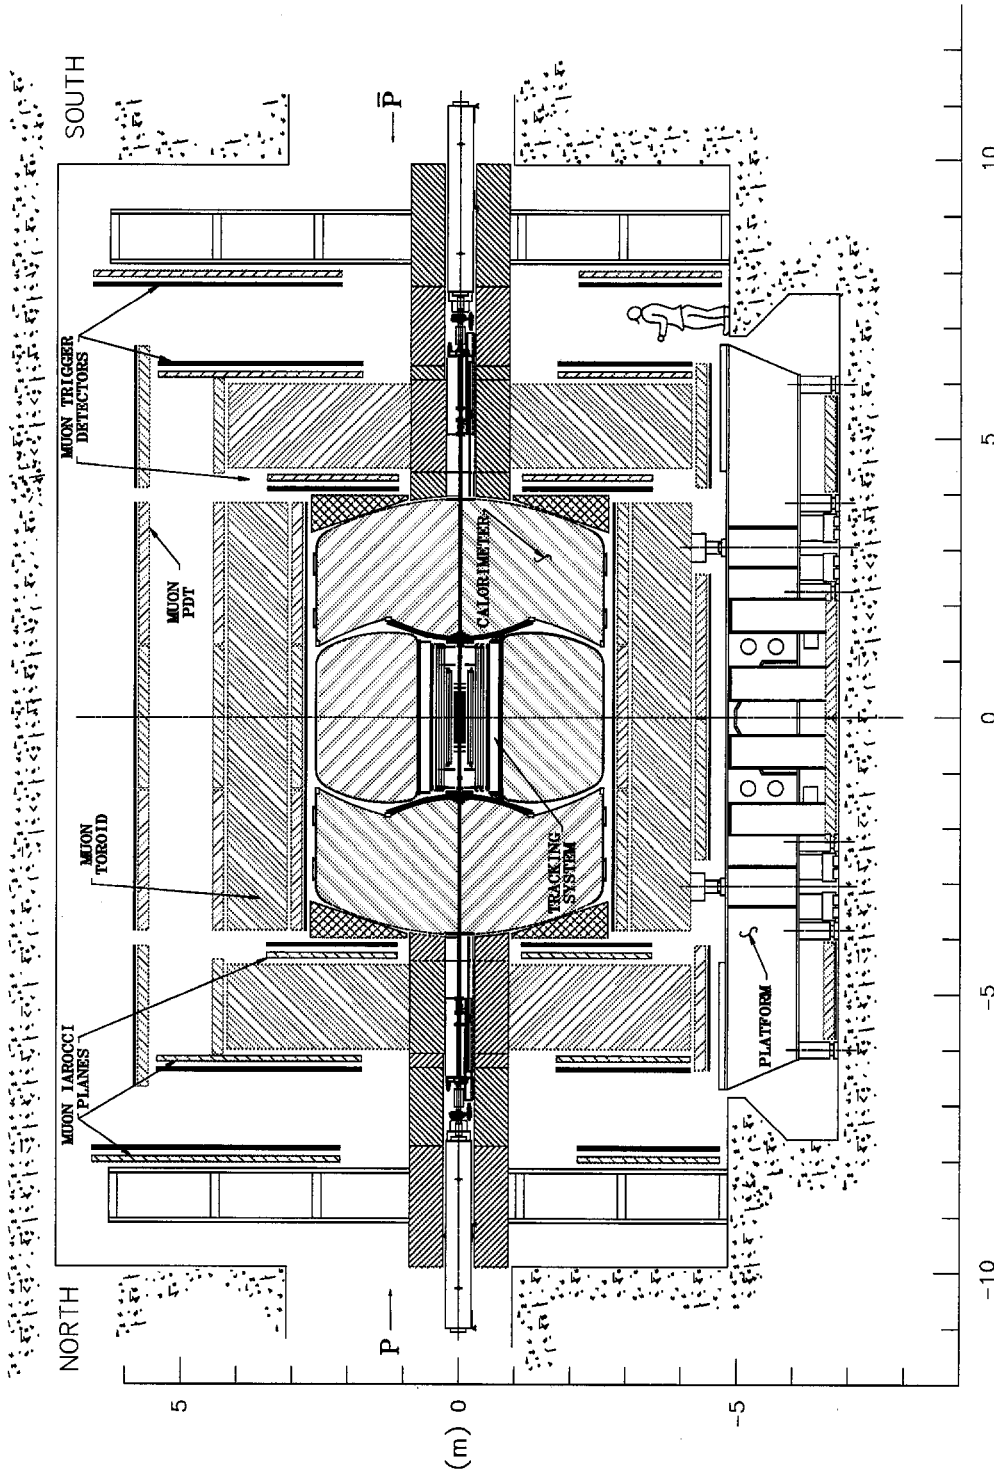 NORTH
SOUTH
MUON IAROCCI
PLANES
MUON
TOROID
MUON
PDT
MUON TRIGGER
DETECTORS
P
P̅
CALORIMETER
TRACKING
SYSTEM
PLATFORM
5
(m) 0
-5
-10
-5
0
5
10